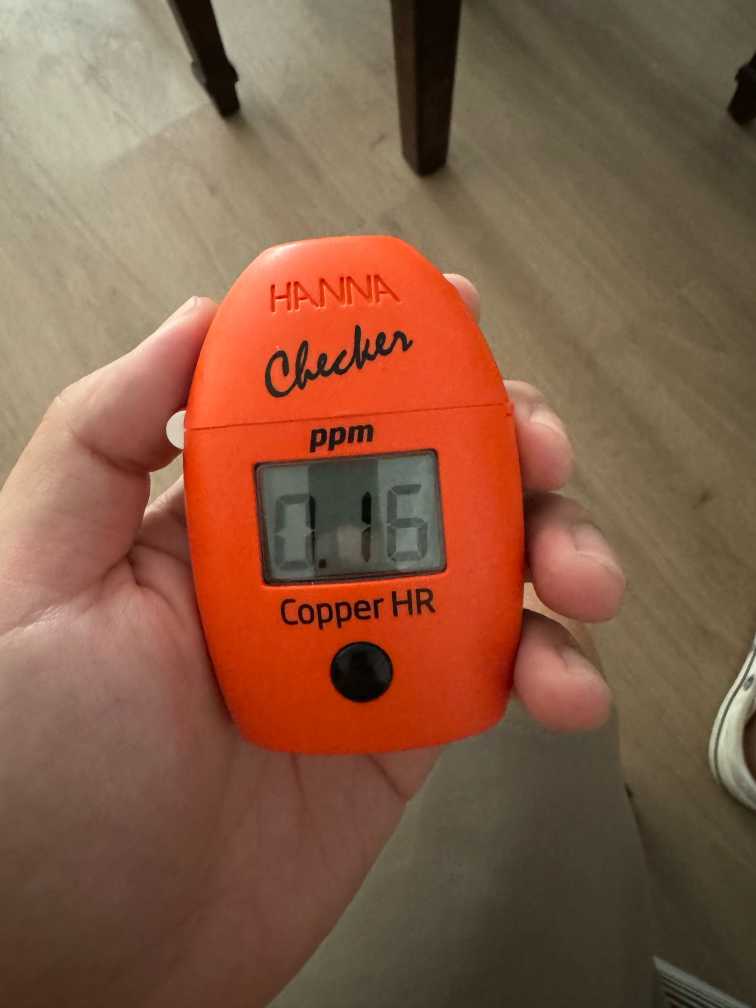 HANNA
Checker
ppm
0.16
Copper HR